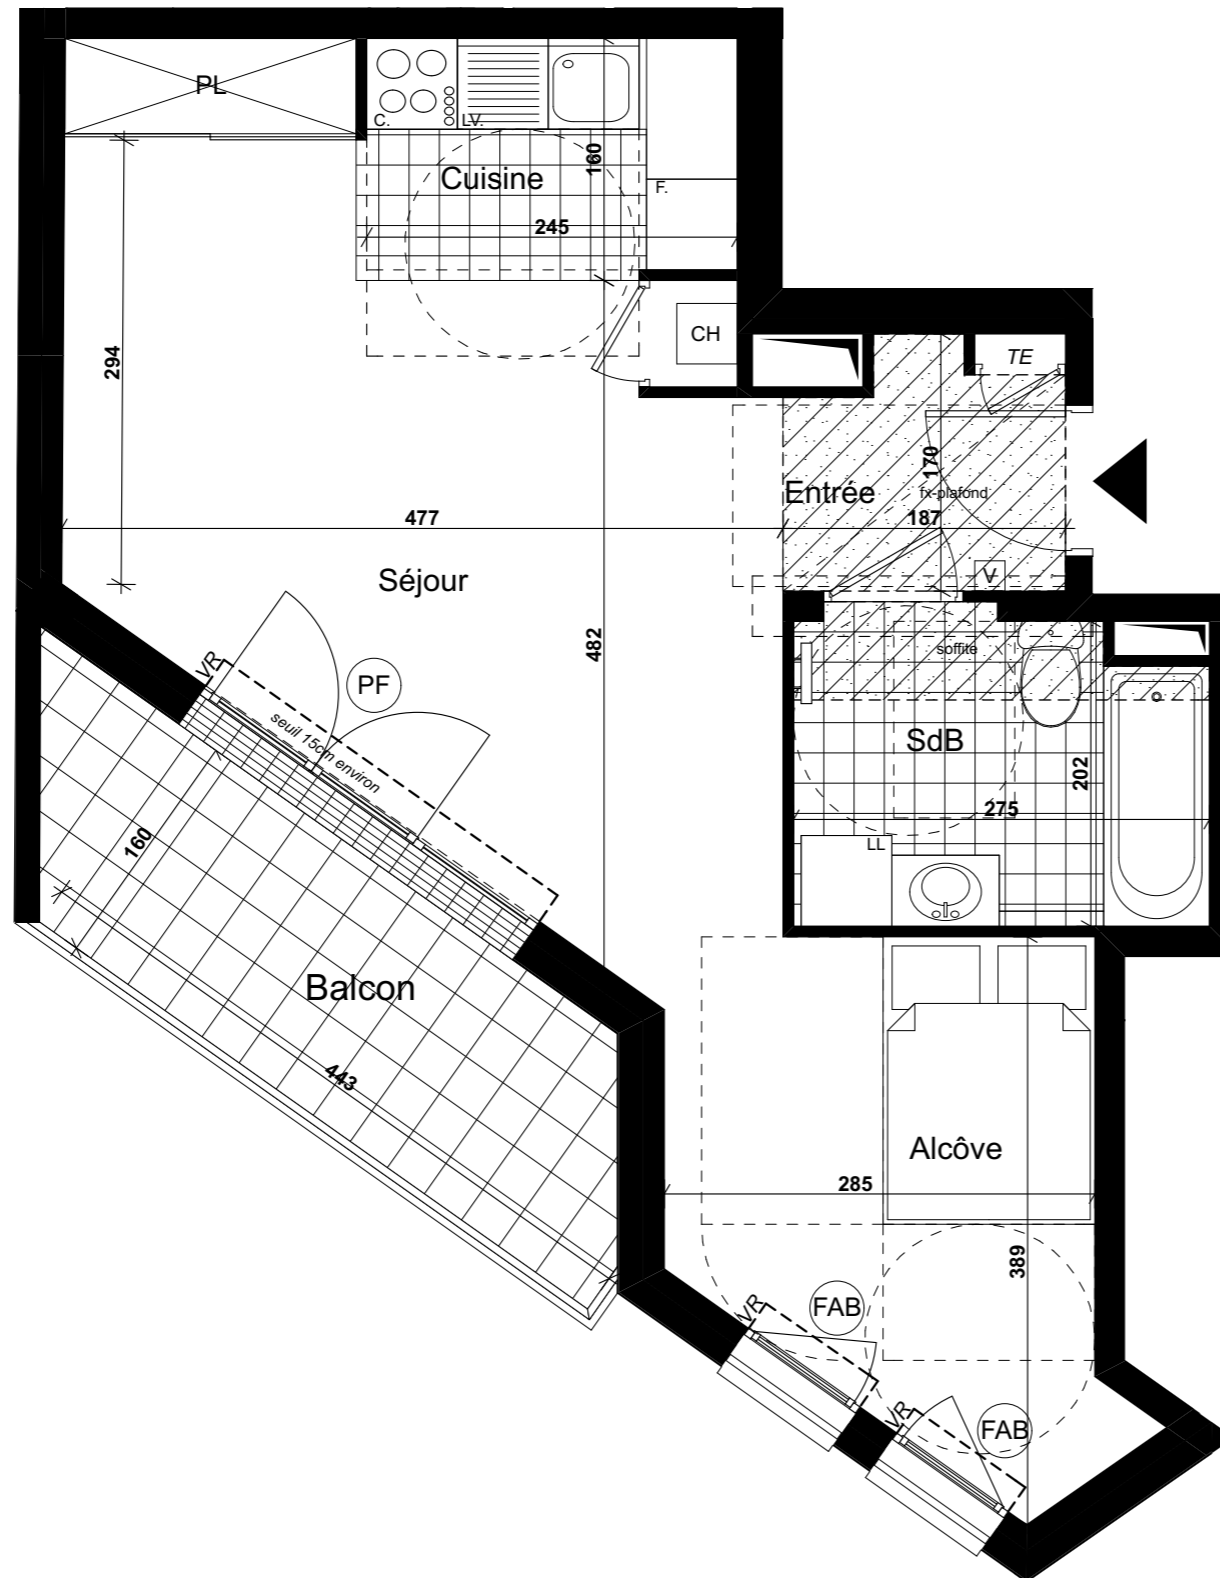 PL
C.
LV.
Cuisine
160
F.
245
CH
TE
294
170
Entrée
fx-plafond
477
187
Séjour
V
482
soffite
VR
PF
seuil 15cm environ
SdB
202
275
160
LL
Balcon
443
Alcôve
285
389
VR
FAB
VR
FAB